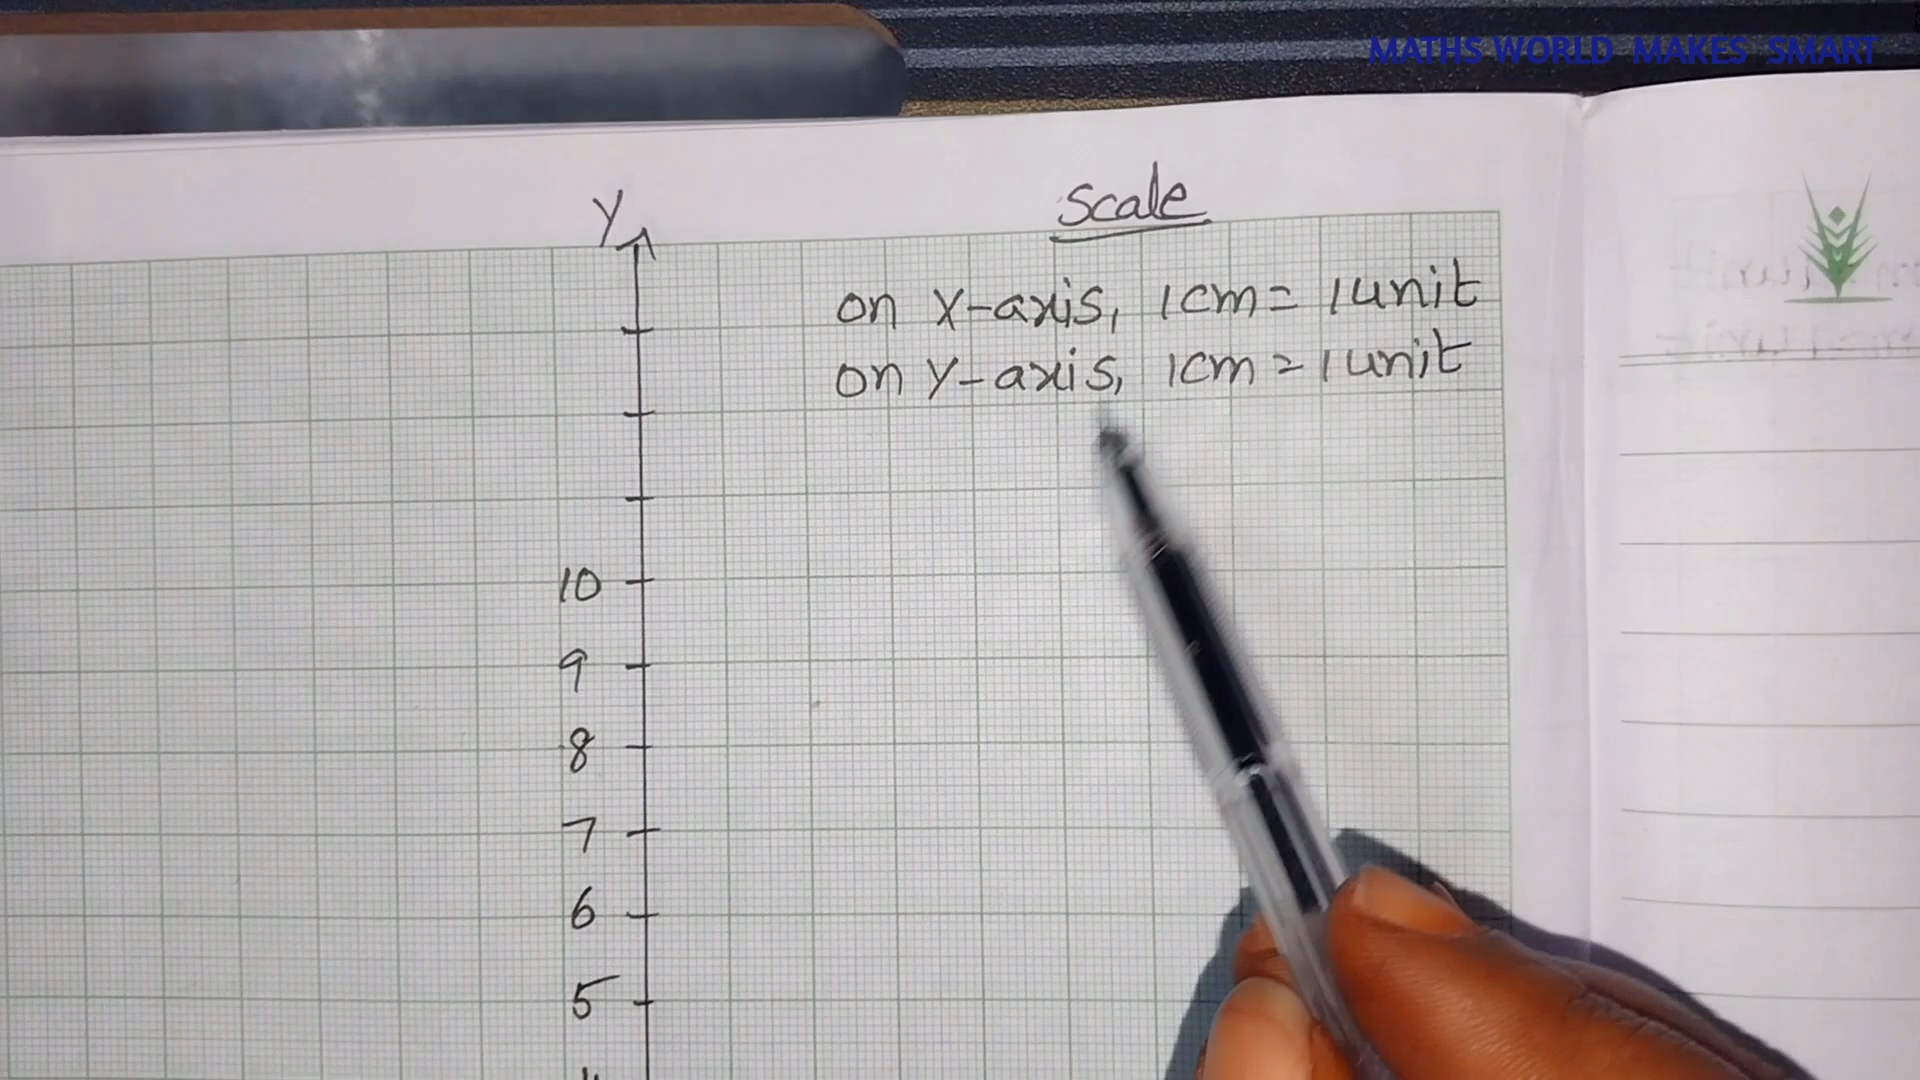 MATHS WORLD MAKES SMART
Y
Scale
on X-axis, 1cm = 1unit
on Y-axis, 1cm = 1unit
10
9
8
7
6
5